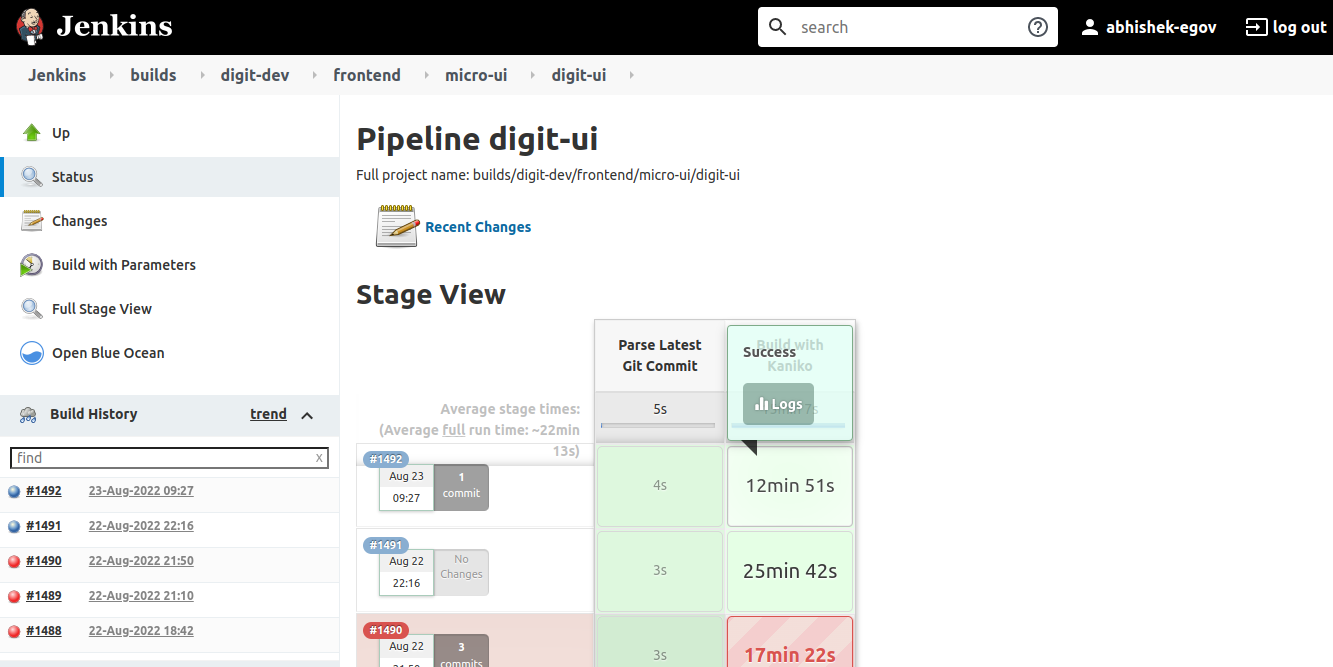 Jenkins
search
abhishek-egov
log out
Jenkins builds digit-dev frontend micro-ui digit-ui
Up
Status
Changes
Build with Parameters
Full Stage View
Open Blue Ocean
Build History trend
find x
#1492 23-Aug-2022 09:27
#1491 22-Aug-2022 22:16
#1490 22-Aug-2022 21:50
#1489 22-Aug-2022 21:10
#1488 22-Aug-2022 18:42
Pipeline digit-ui
Full project name: builds/digit-dev/frontend/micro-ui/digit-ui
Recent Changes
Stage View
Parse Latest
Git Commit
Build with
Kaniko
Success
Logs
Average stage times:
(Average full run time: ~22min
13s)
5s
#1492
Aug 23
09:27
1
commit
4s
12min 51s
#1491
Aug 22
22:16
No
Changes
3s
25min 42s
#1490
Aug 22
21:50
3
commits
3s
17min 22s